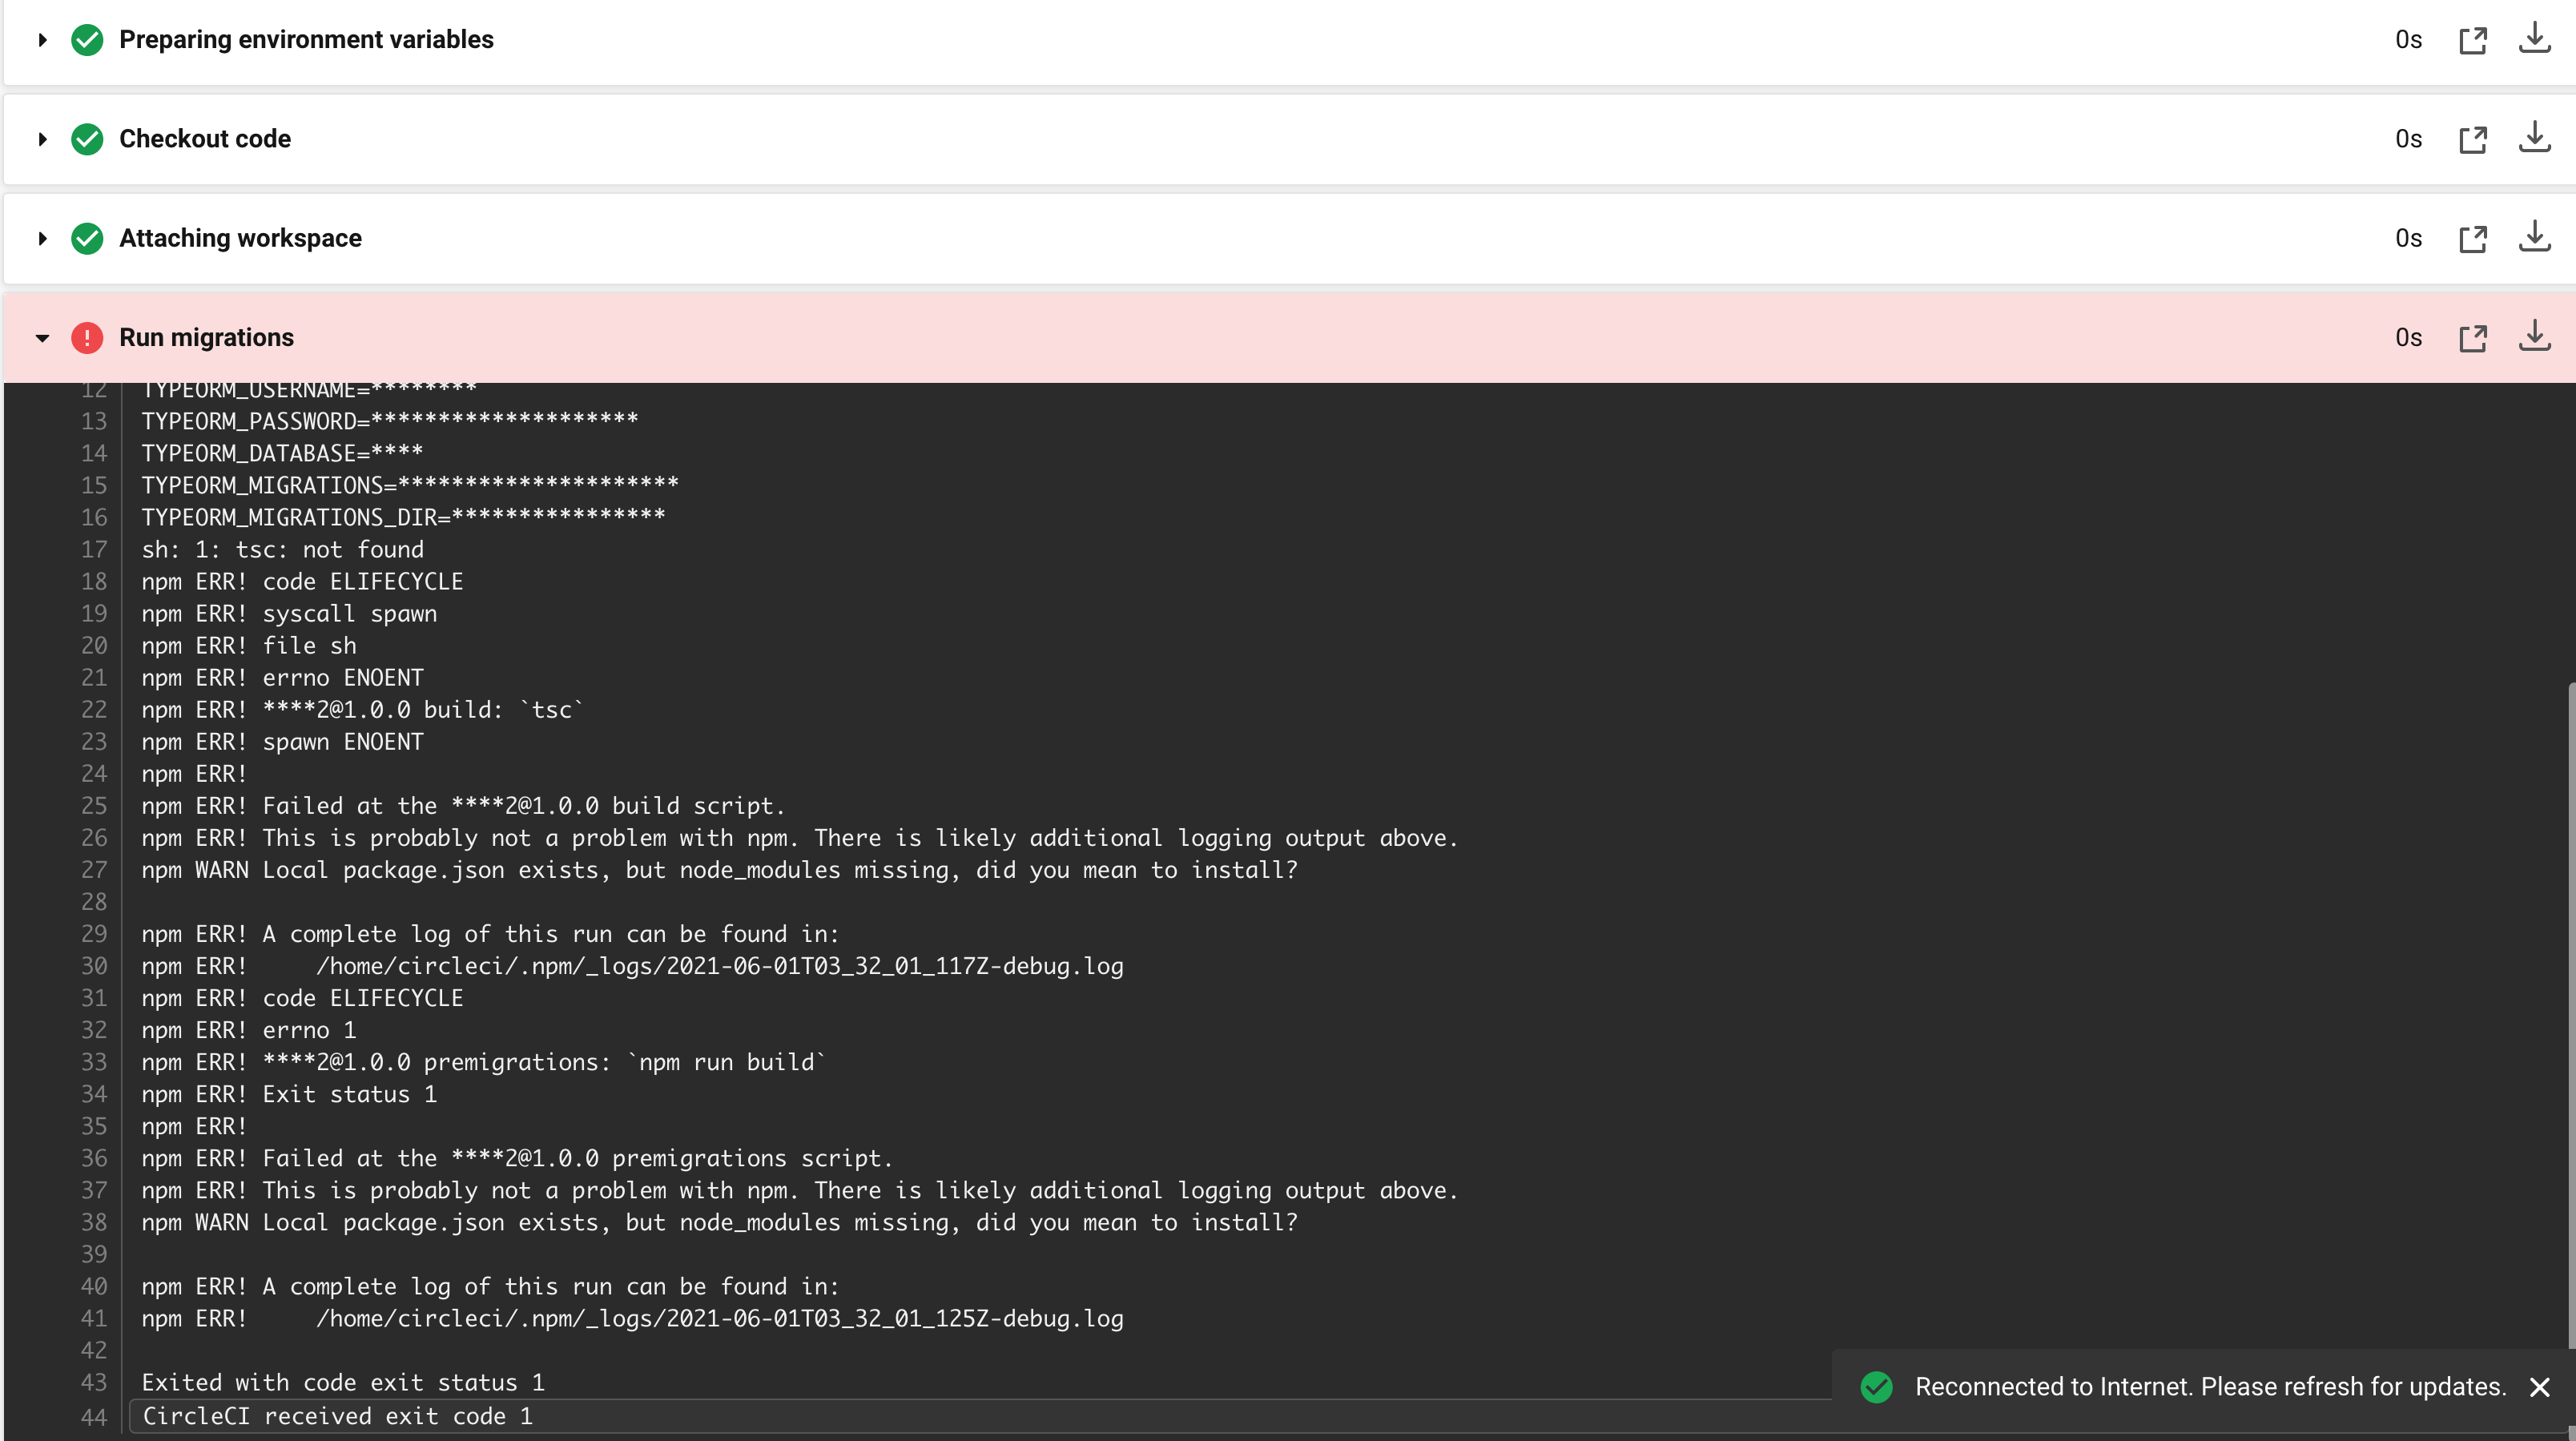 Preparing environment variables 0s
Checkout code 0s
Attaching workspace 0s
Run migrations 0s
12 TYPEORM_USERNAME=********
13 TYPEORM_PASSWORD=********************
14 TYPEORM_DATABASE=****
15 TYPEORM_MIGRATIONS=*********************
16 TYPEORM_MIGRATIONS_DIR=****************
17 sh: 1: tsc: not found
18 npm ERR! code ELIFECYCLE
19 npm ERR! syscall spawn
20 npm ERR! file sh
21 npm ERR! errno ENOENT
22 npm ERR! ****2@1.0.0 build: `tsc`
23 npm ERR! spawn ENOENT
24 npm ERR!
25 npm ERR! Failed at the ****2@1.0.0 build script.
26 npm ERR! This is probably not a problem with npm. There is likely additional logging output above.
27 npm WARN Local package.json exists, but node_modules missing, did you mean to install?
28
29 npm ERR! A complete log of this run can be found in:
30 npm ERR!     /home/circleci/.npm/_logs/2021-06-01T03_32_01_117Z-debug.log
31 npm ERR! code ELIFECYCLE
32 npm ERR! errno 1
33 npm ERR! ****2@1.0.0 premigrations: `npm run build`
34 npm ERR! Exit status 1
35 npm ERR!
36 npm ERR! Failed at the ****2@1.0.0 premigrations script.
37 npm ERR! This is probably not a problem with npm. There is likely additional logging output above.
38 npm WARN Local package.json exists, but node_modules missing, did you mean to install?
39
40 npm ERR! A complete log of this run can be found in:
41 npm ERR!     /home/circleci/.npm/_logs/2021-06-01T03_32_01_125Z-debug.log
42
43 Exited with code exit status 1
44 CircleCI received exit code 1
Reconnected to Internet. Please refresh for updates.